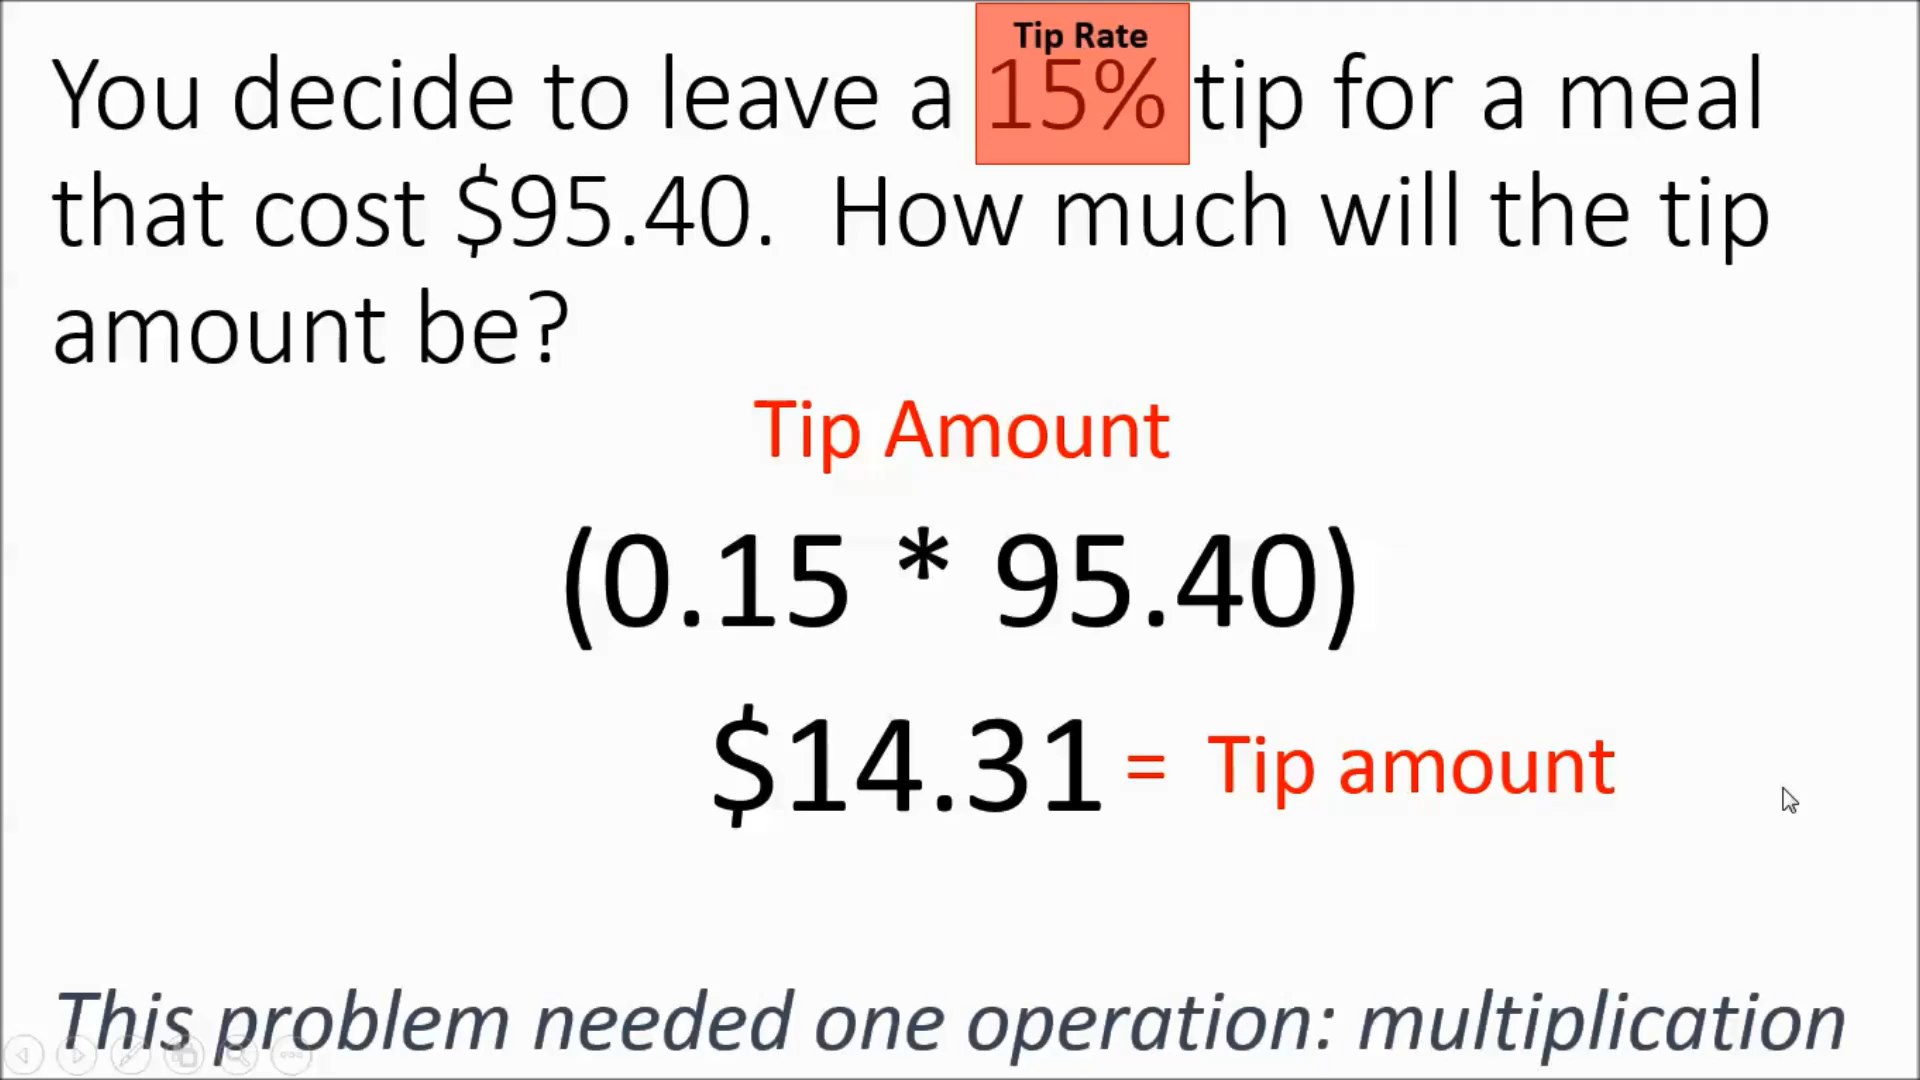 Tip Rate
You decide to leave a 15% tip for a meal
that cost $95.40.  How much will the tip
amount be?
Tip Amount
(0.15 * 95.40)
$14.31 = Tip amount
This problem needed one operation: multiplication